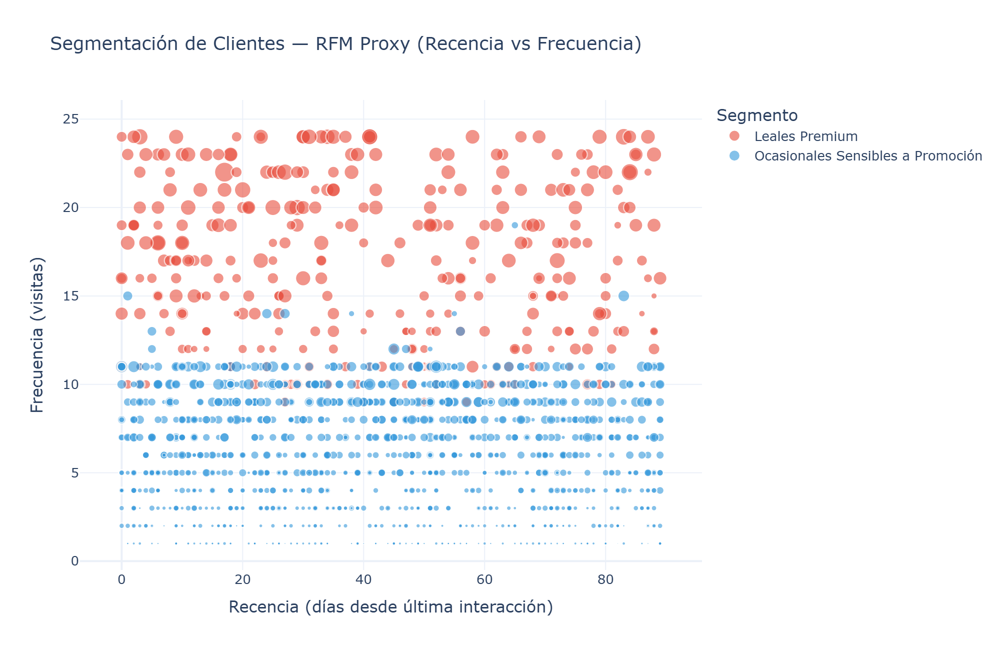 Segmentación de Clientes — RFM Proxy (Recencia vs Frecuencia)
Segmento
Leales Premium
Ocasionales Sensibles a Promoción
Frecuencia (visitas)
25
20
15
10
5
0
0 20 40 60 80
Recencia (días desde última interacción)